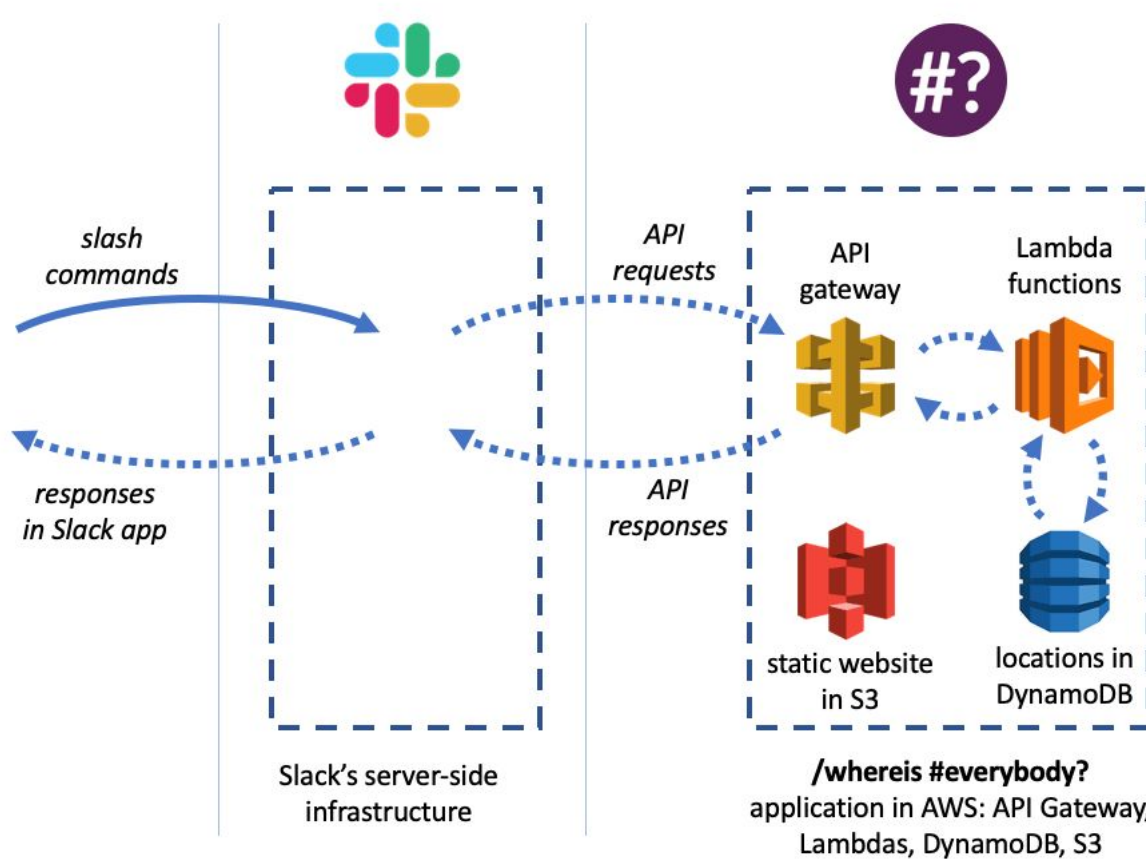 #?
slash
commands
API
requests
API
gateway
Lambda
functions
responses
in Slack app
API
responses
static website
in S3
locations in
DynamoDB
Slack's server-side
infrastructure
/whereis #everybody?
application in AWS: API Gateway,
Lambdas, DynamoDB, S3